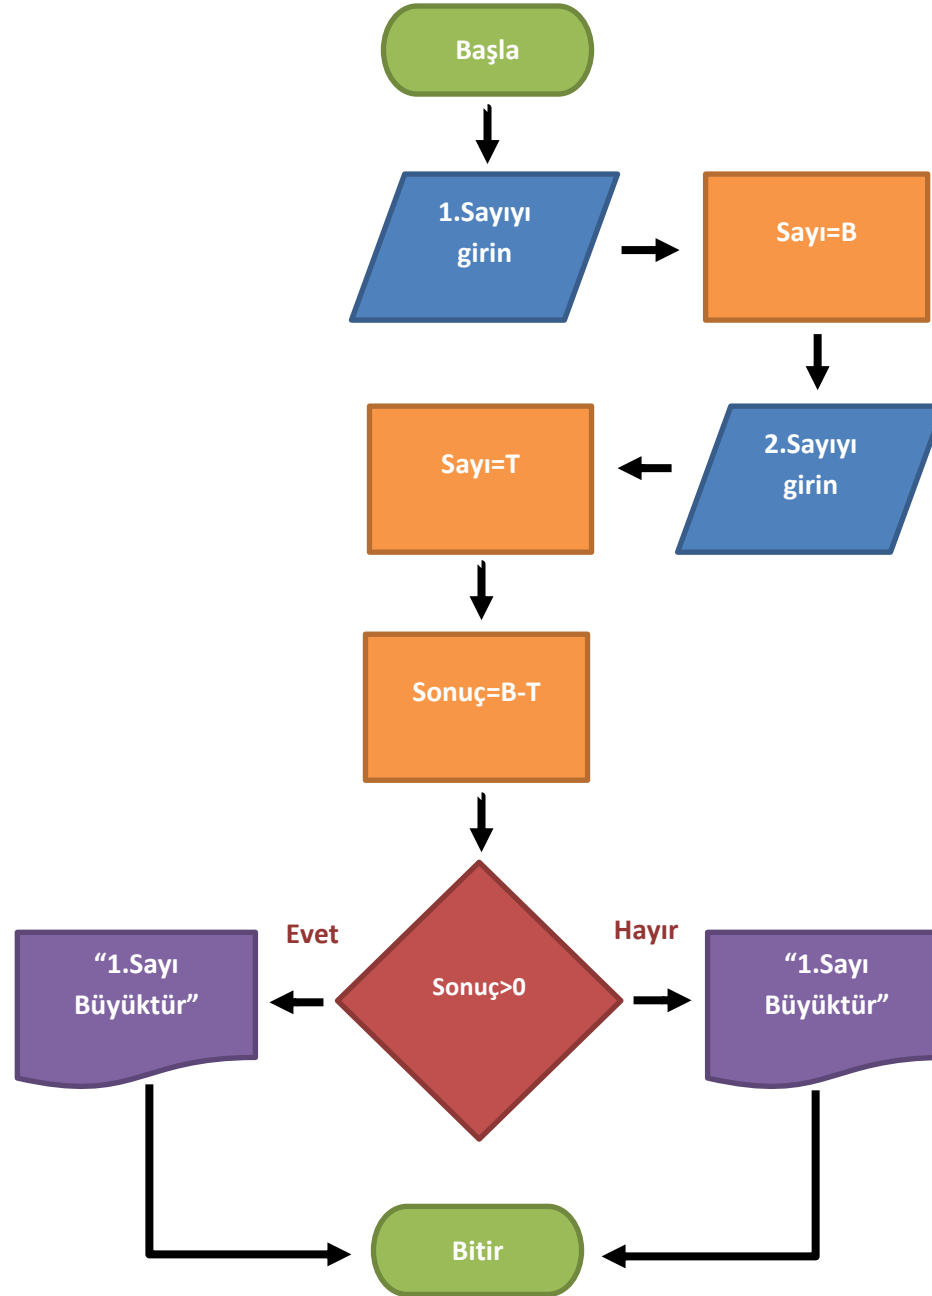 Başla
1.Sayıyı
girin
Sayı=B
2.Sayıyı
girin
Sayı=T
Sonuç=B-T
Sonuç>0
Evet
“1.Sayı
Büyüktür”
Hayır
“1.Sayı
Büyüktür”
Bitir